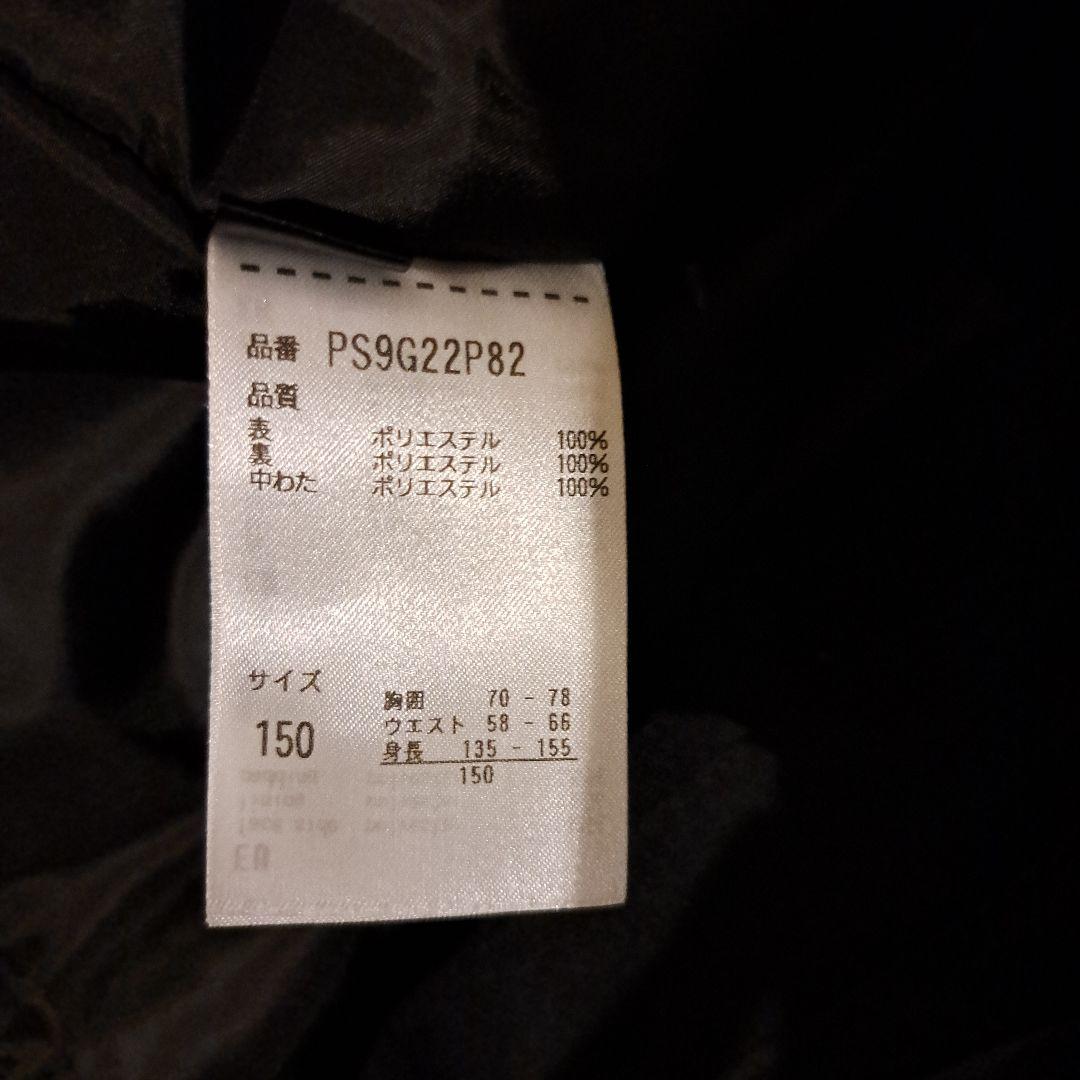 品番 PS9G22P82
品質
表 ポリエステル 100%
裏 ポリエステル 100%
中わた ポリエステル 100%
サイズ
150
胸囲 70 - 78
ウエスト 58 - 66
身長 135 - 155
150